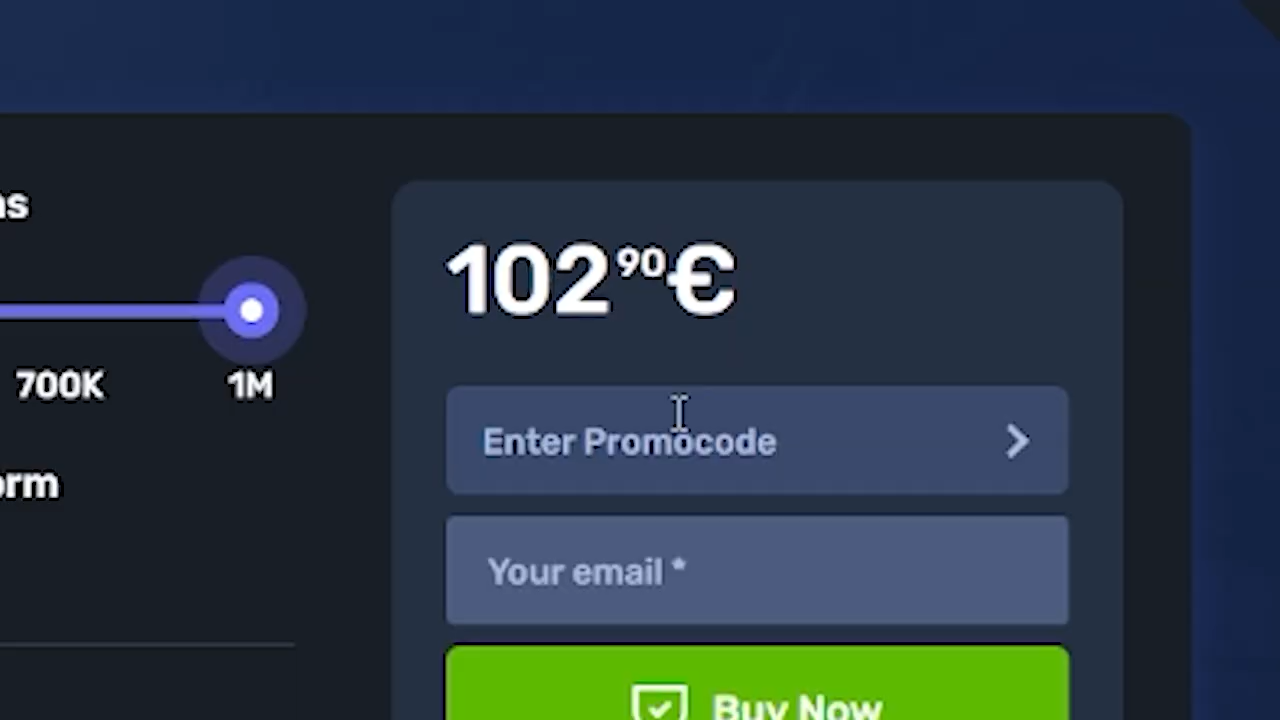 ns
102⁹⁰€
700K
1M
Enter Promocode
orm
Your email *
Buy Now